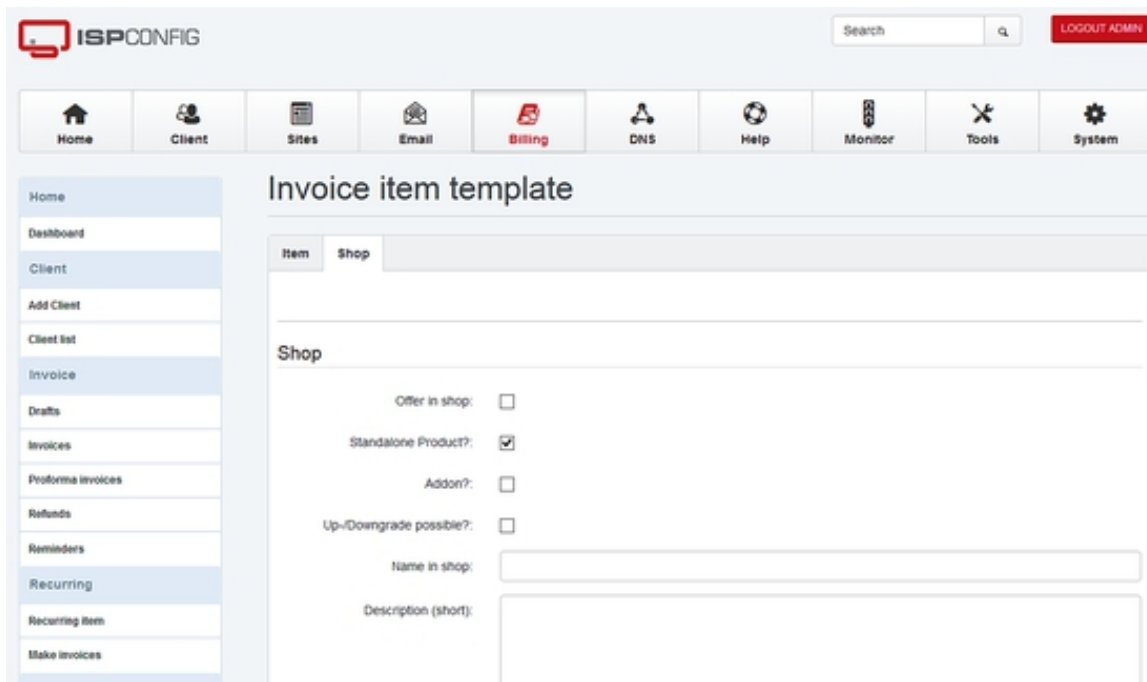 ISPCONFIG
Search
LOGOUT ADMIN
Home Client Sites Email Billing DNS Help Monitor Tools System
Home
Dashboard
Client
Add Client
Client list
Invoice
Drafts
Invoices
Proforma invoices
Refunds
Reminders
Recurring
Recurring item
Make invoices
Invoice item template
Item Shop
Shop
Offer in shop:
Standalone Product?:
Addon?:
Up-/Downgrade possible?:
Name in shop:
Description (short):